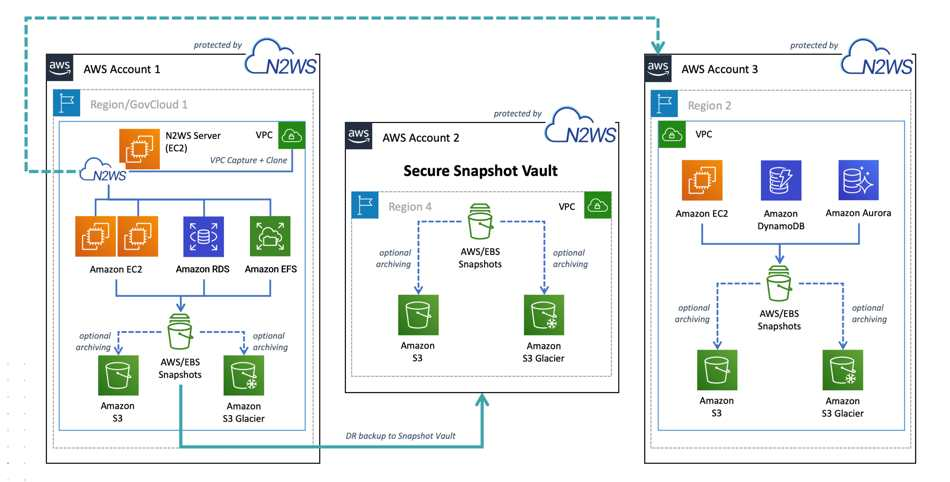 protected by
N2WS
aws
AWS Account 1
Region/GovCloud 1
N2WS Server
(EC2)
VPC
VPC Capture + Clone
N2WS
Amazon EC2
Amazon RDS
Amazon EFS
optional
archiving
optional
archiving
AWS/EBS
Snapshots
Amazon
S3
Amazon
S3 Glacier
DR backup to Snapshot Vault
protected by
N2WS
aws
AWS Account 2
Secure Snapshot Vault
Region 4
VPC
optional
archiving
optional
archiving
AWS/EBS
Snapshots
Amazon
S3
Amazon
S3 Glacier
protected by
N2WS
aws
AWS Account 3
Region 2
VPC
Amazon EC2
Amazon
DynamoDB
Amazon Aurora
optional
archiving
optional
archiving
AWS/EBS
Snapshots
Amazon
S3
Amazon
S3 Glacier